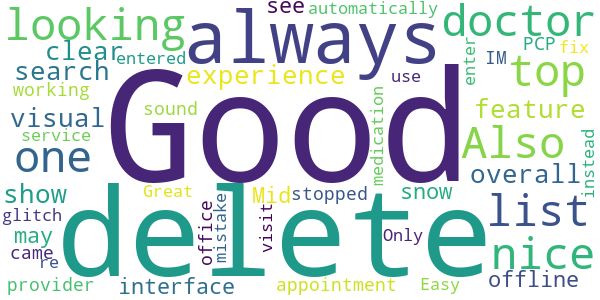 see automatically
looking always doctor
clear entered IM PCP fix
search experience use enter top
working Good
visual sound medication feature
service one Also instead
overall
delete
show Great Mid stopped snow list
glitch office mistake visit Only nice
may came re offline
provider interface appointment Easy